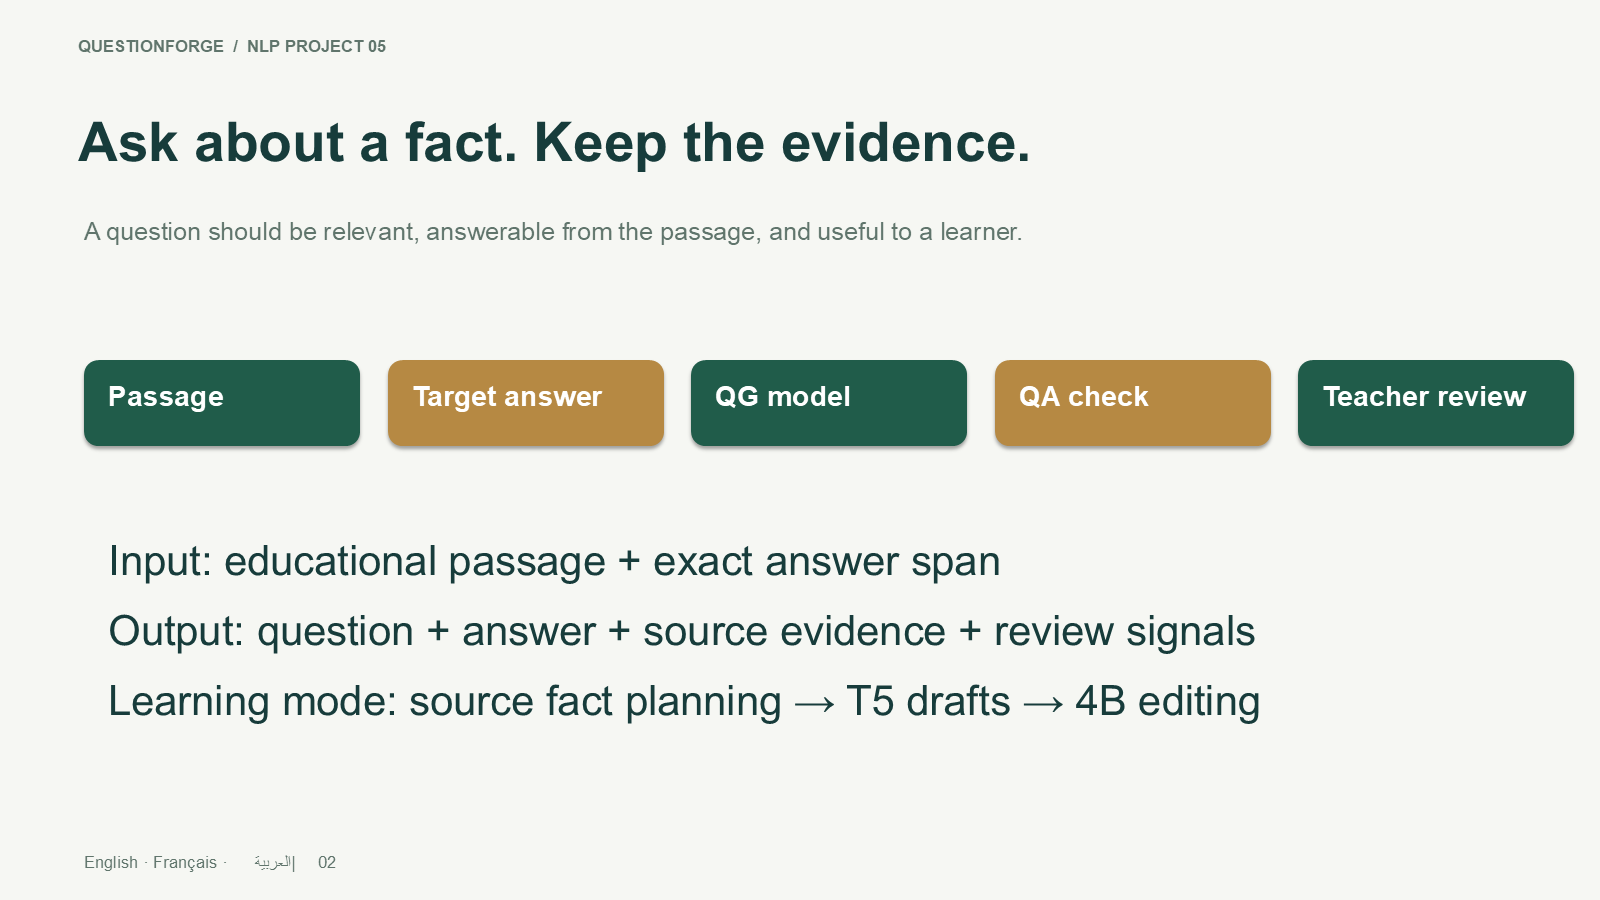 QUESTIONFORGE / NLP PROJECT 05
Ask about a fact. Keep the evidence.
A question should be relevant, answerable from the passage, and useful to a learner.
Passage
Target answer
QG model
QA check
Teacher review
Input: educational passage + exact answer span
Output: question + answer + source evidence + review signals
Learning mode: source fact planning → T5 drafts → 4B editing
English · Français · العربية | 02